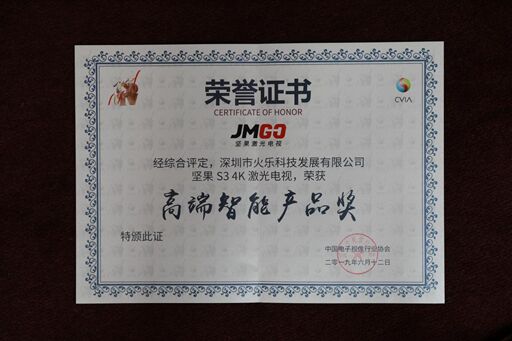 荣誉证书
CERTIFICATE OF HONOR
CVIA
JMGO
坚果激光电视
经综合评定，深圳市火乐科技发展有限公司
坚果 S3 4K 激光电视，荣获
高端智能产品奖
特颁此证
中国电子视像行业协会
二零一九年六月十二日